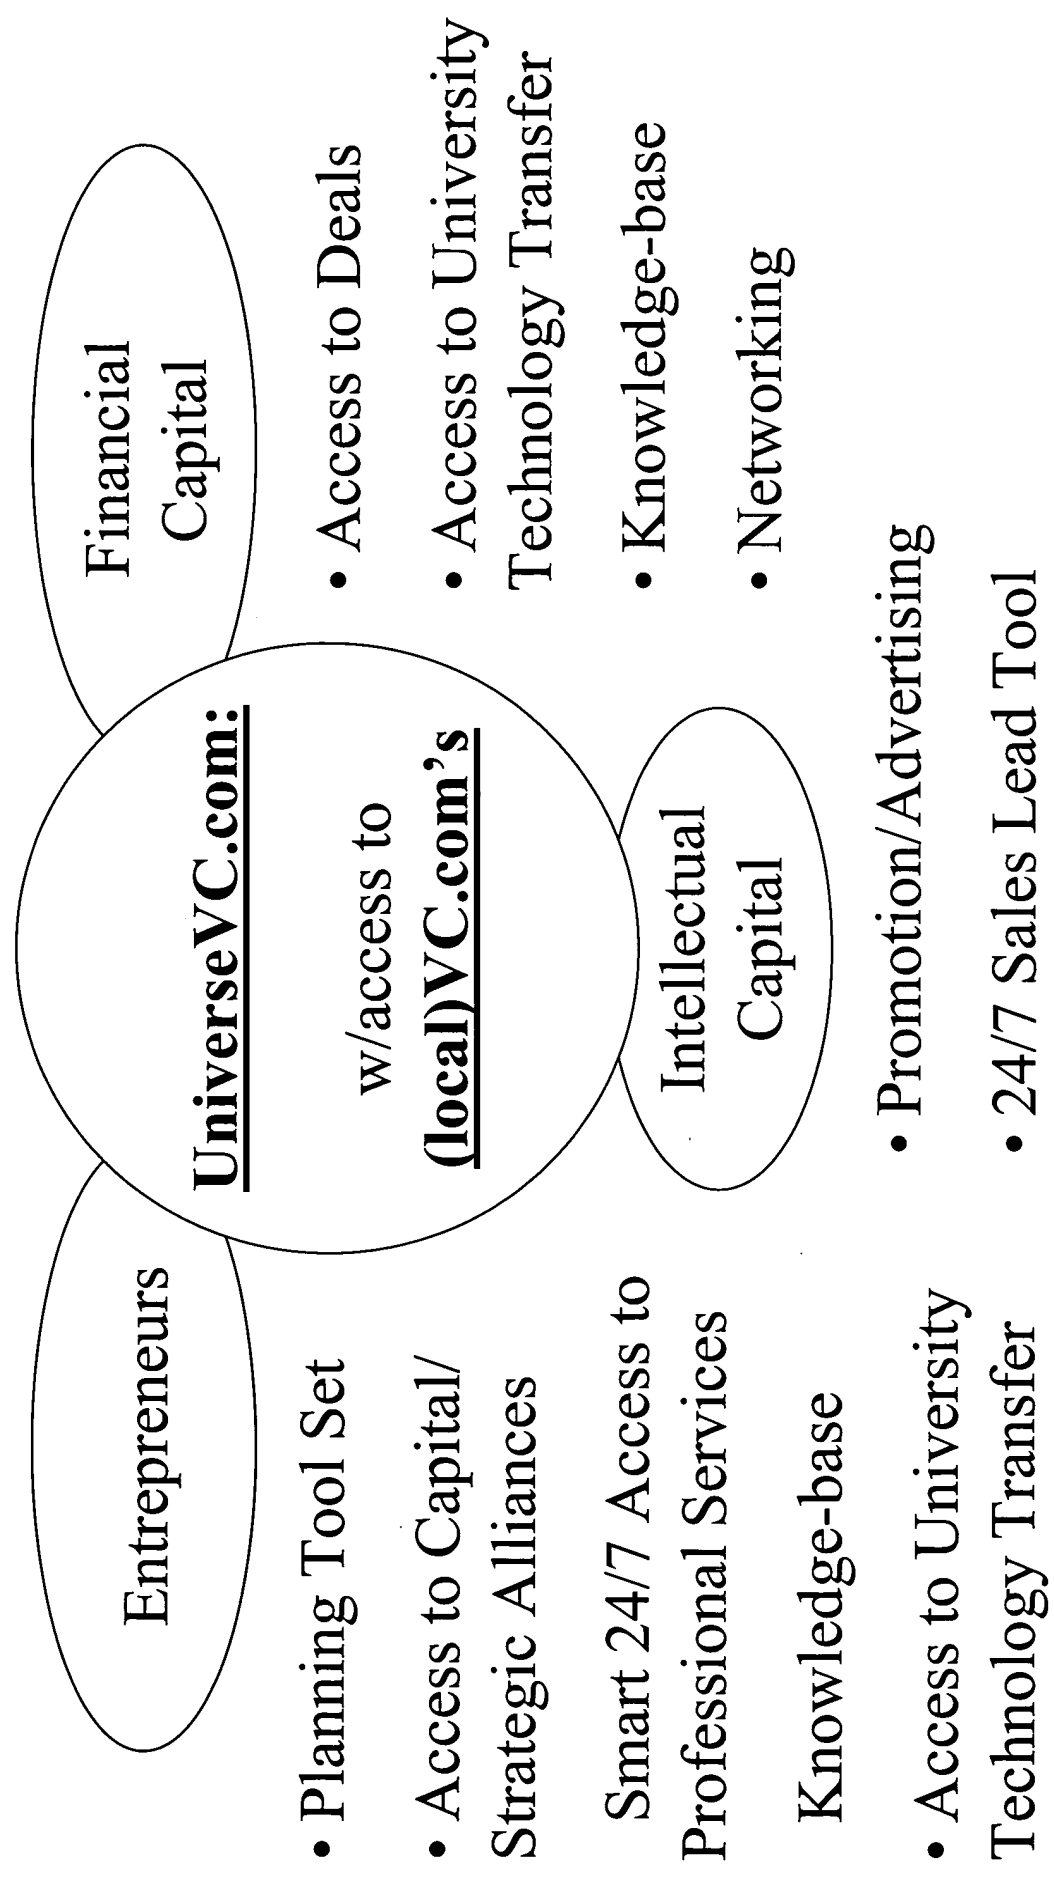 Entrepreneurs
UniverseVC.com:
w/access to
(local)VC.com's
Financial
Capital
Intellectual
Capital
• Planning Tool Set
• Access to Capital/
Strategic Alliances
Smart 24/7 Access to
Professional Services
Knowledge-base
• Access to University
Technology Transfer
• Promotion/Advertising
• 24/7 Sales Lead Tool
• Access to Deals
• Access to University
Technology Transfer
• Knowledge-base
• Networking